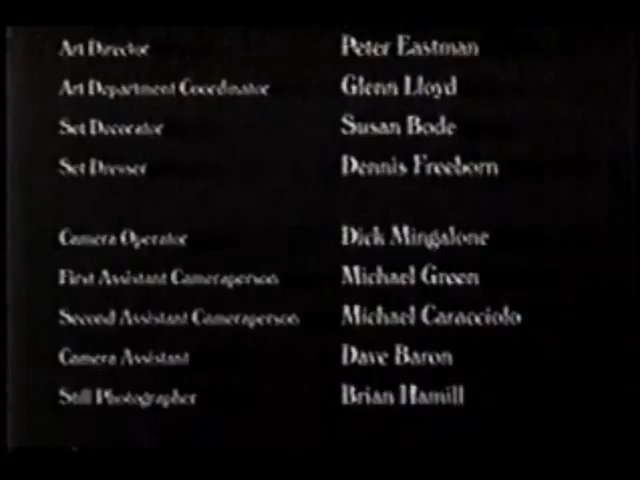 Art Director Peter Eastman
Art Department Coordinator Glenn Lloyd
Set Decorator Susan Bode
Set Dresser Dennis Freeborn
Camera Operator Dick Mingalone
First Assistant Cameraperson Michael Green
Second Assistant Cameraperson Michael Caracciolo
Camera Assistant Dave Baron
Still Photographer Brian Hamill